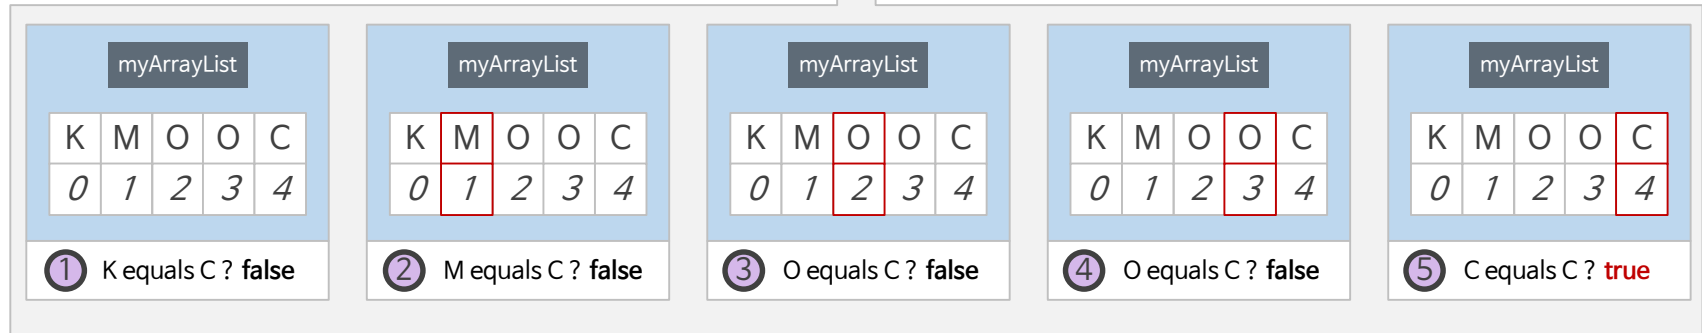 myArrayList
K M O O C
0 1 2 3 4
1 K equals C ? false
myArrayList
K M O O C
0 1 2 3 4
2 M equals C ? false
myArrayList
K M O O C
0 1 2 3 4
3 O equals C ? false
myArrayList
K M O O C
0 1 2 3 4
4 O equals C ? false
myArrayList
K M O O C
0 1 2 3 4
5 C equals C ? true